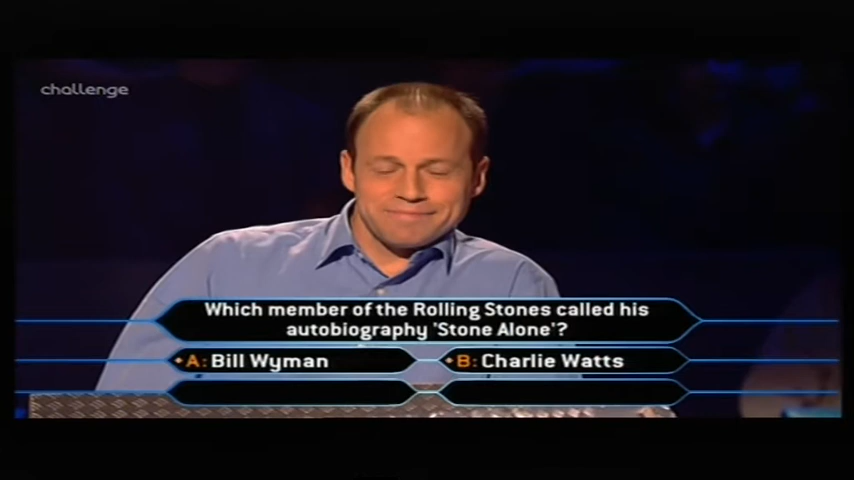 challenge
Which member of the Rolling Stones called his
autobiography 'Stone Alone'?
A: Bill Wyman
B: Charlie Watts